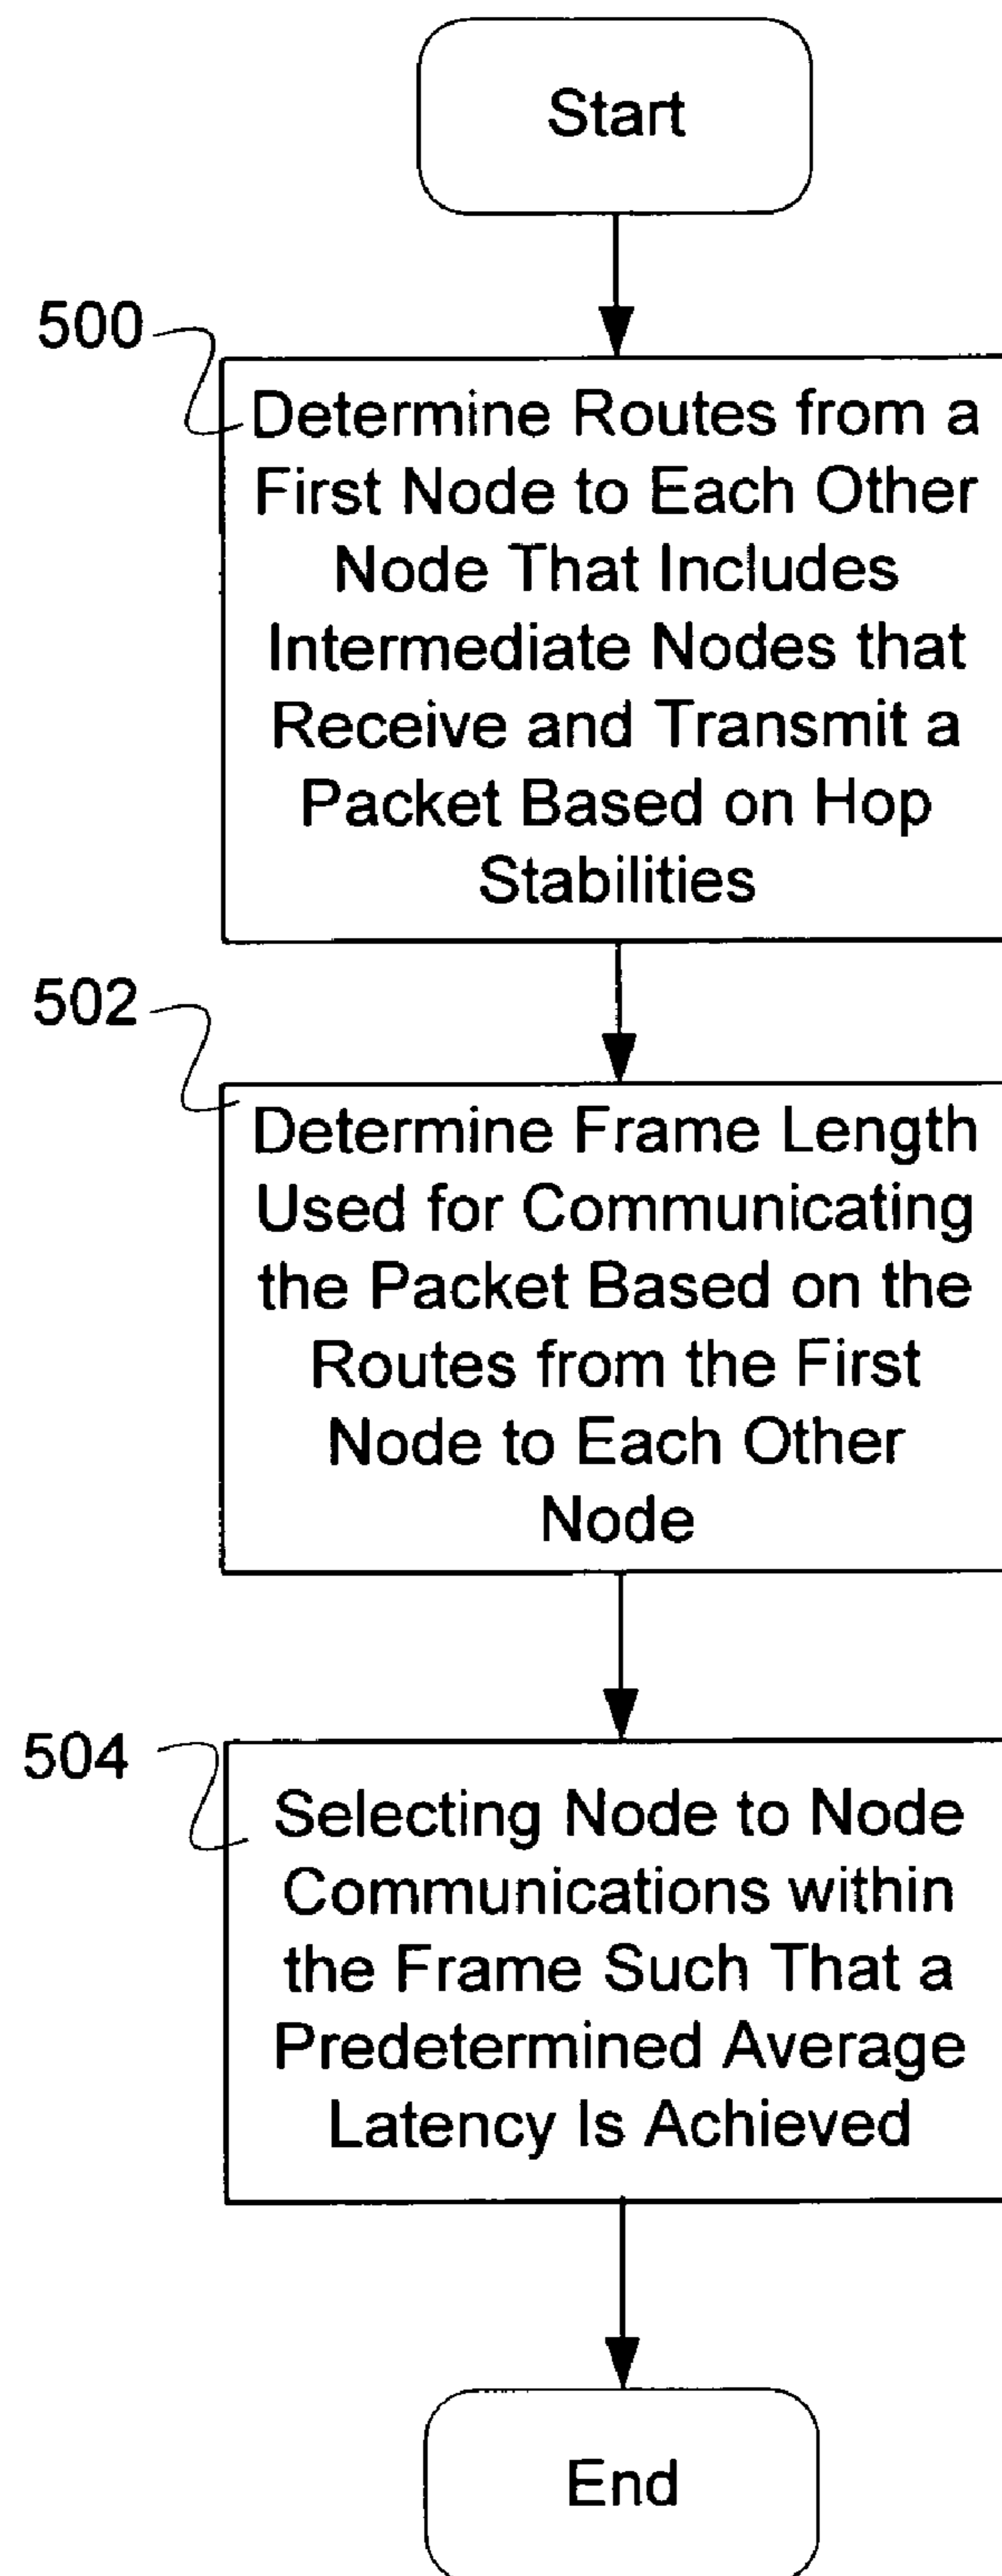 Start
500
Determine Routes from a
First Node to Each Other
Node That Includes
Intermediate Nodes that
Receive and Transmit a
Packet Based on Hop
Stabilities
502
Determine Frame Length
Used for Communicating
the Packet Based on the
Routes from the First
Node to Each Other
Node
504
Selecting Node to Node
Communications within
the Frame Such That a
Predetermined Average
Latency Is Achieved
End